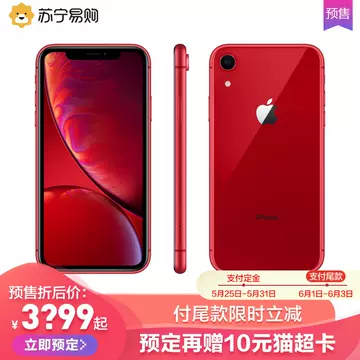 苏宁易购
预售
iPhone
支付定金
支付尾款
5月25日-5月31日
6月1日-6月3日
预售折后价：
¥3?99起
付尾款限时立减
立即预定>
预定再赠10元猫超卡